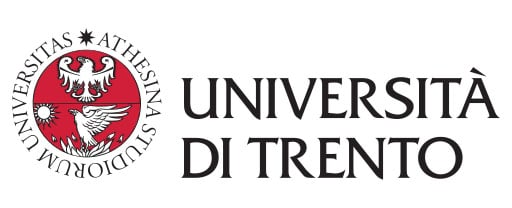 ATHESINA STUDIORUM UNIVERSITAS
UNIVERSITÀ
DI TRENTO